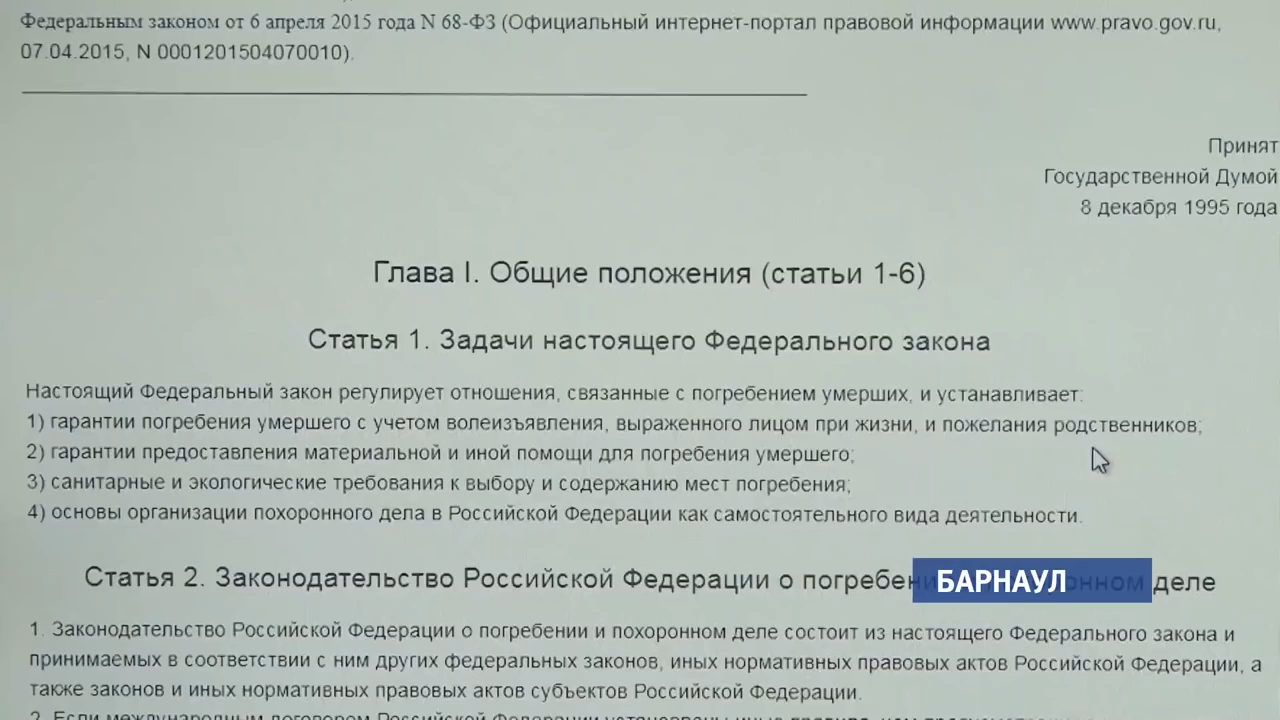 Федеральным законом от 6 апреля 2015 года N 68-ФЗ (Официальный интернет-портал правовой информации www.pravo.gov.ru,
07.04.2015, N 0001201504070010).
Принят
Государственной Думой
8 декабря 1995 года
Глава I. Общие положения (статьи 1-6)
Статья 1. Задачи настоящего Федерального закона
Настоящий Федеральный закон регулирует отношения, связанные с погребением умерших, и устанавливает:
1) гарантии погребения умершего с учетом волеизъявления, выраженного лицом при жизни, и пожелания родственников;
2) гарантии предоставления материальной и иной помощи для погребения умершего;
3) санитарные и экологические требования к выбору и содержанию мест погребения;
4) основы организации похоронного дела в Российской Федерации как самостоятельного вида деятельности.
Статья 2. Законодательство Российской Федерации о деле
БАРНАУЛ
1. Законодательство Российской Федерации о погребении и похоронном деле состоит из настоящего Федерального закона и
принимаемых в соответствии с ним других федеральных законов, иных нормативных правовых актов Российской Федерации, а
также законов и иных нормативных правовых актов субъектов Российской Федерации.